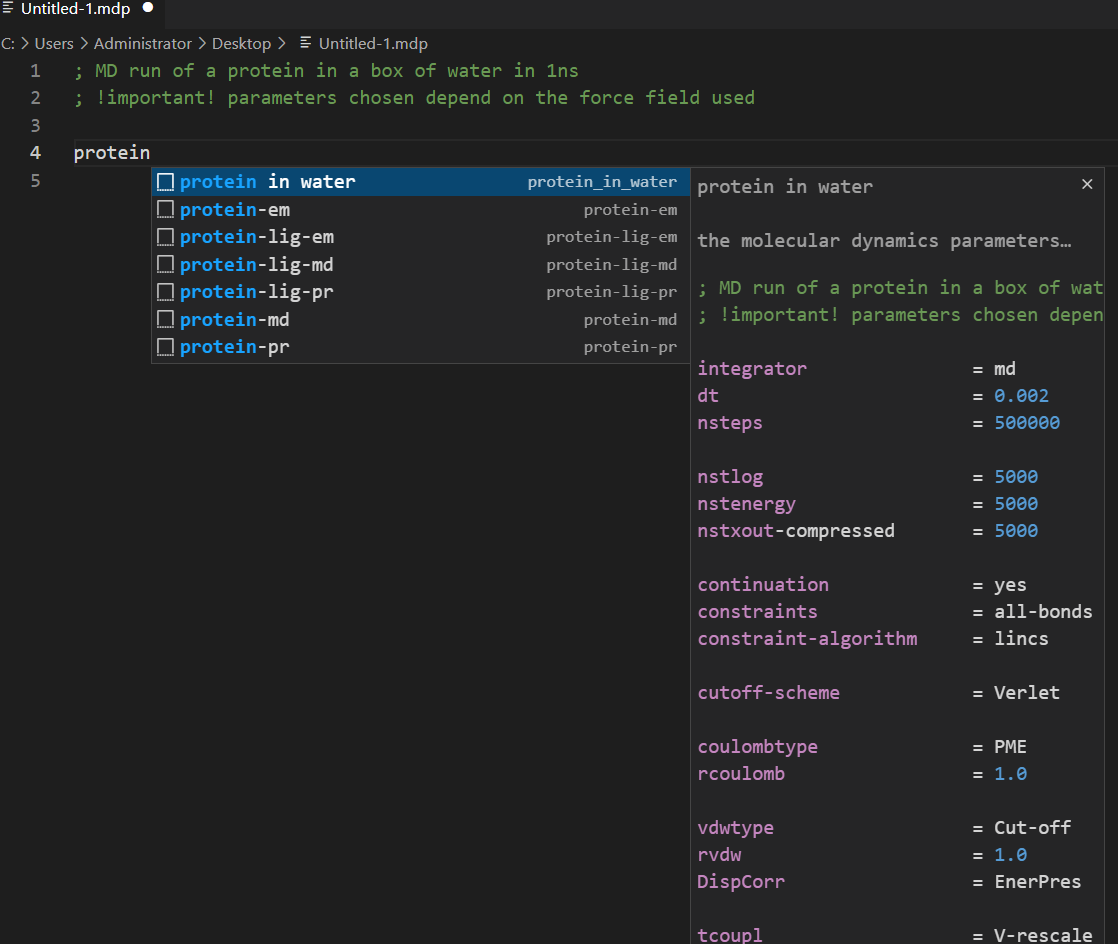 Untitled-1.mdp
C: > Users > Administrator > Desktop > Untitled-1.mdp
1 ; MD run of a protein in a box of water in 1ns
2 ; !important! parameters chosen depend on the force field used
3
4 protein
5
protein in water protein_in_water
protein-em protein-em
protein-lig-em protein-lig-em
protein-lig-md protein-lig-md
protein-lig-pr protein-lig-pr
protein-md protein-md
protein-pr protein-pr
protein in water ×
the molecular dynamics parameters…
; MD run of a protein in a box of wat
; !important! parameters chosen depen
integrator = md
dt = 0.002
nsteps = 500000
nstlog = 5000
nstenergy = 5000
nstxout-compressed = 5000
continuation = yes
constraints = all-bonds
constraint-algorithm = lincs
cutoff-scheme = Verlet
coulombtype = PME
rcoulomb = 1.0
vdwtype = Cut-off
rvdw = 1.0
DispCorr = EnerPres
tcoupl = V-rescale